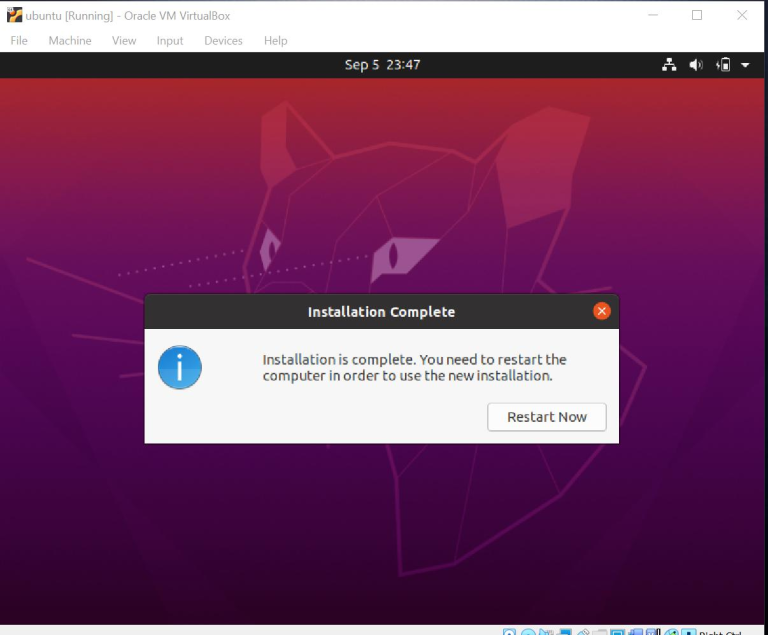 ubuntu [Running] - Oracle VM VirtualBox
File Machine View Input Devices Help
Sep 5 23:47
Installation Complete
Installation is complete. You need to restart the
computer in order to use the new installation.
Restart Now
Right Ctrl